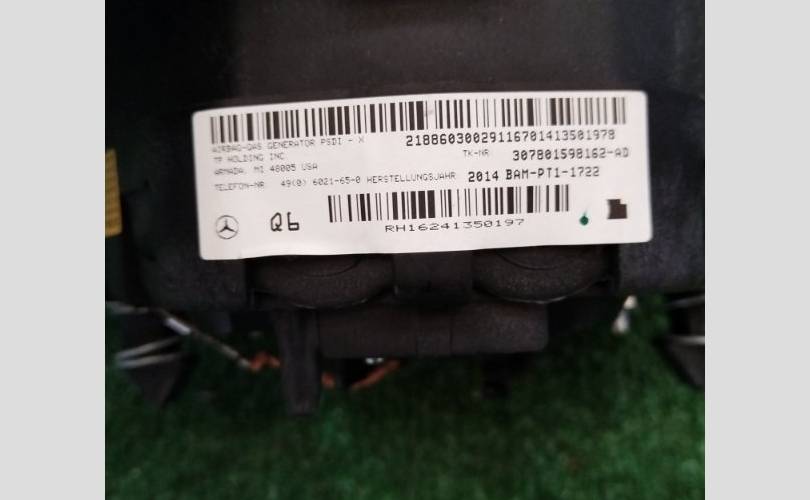 21886030029116701413501978
AIRBAG-GAS GENERATOR PSDI - X
TP HOLDING INC.
TK-NR. 307801598162-AD
ARMADA, MI 48005 USA
TELEFON-NR. 49(0) 6021-65-0 HERSTELLUNGSJAHR 2014 BAM-PT1-1722
Q6
RH16241350197